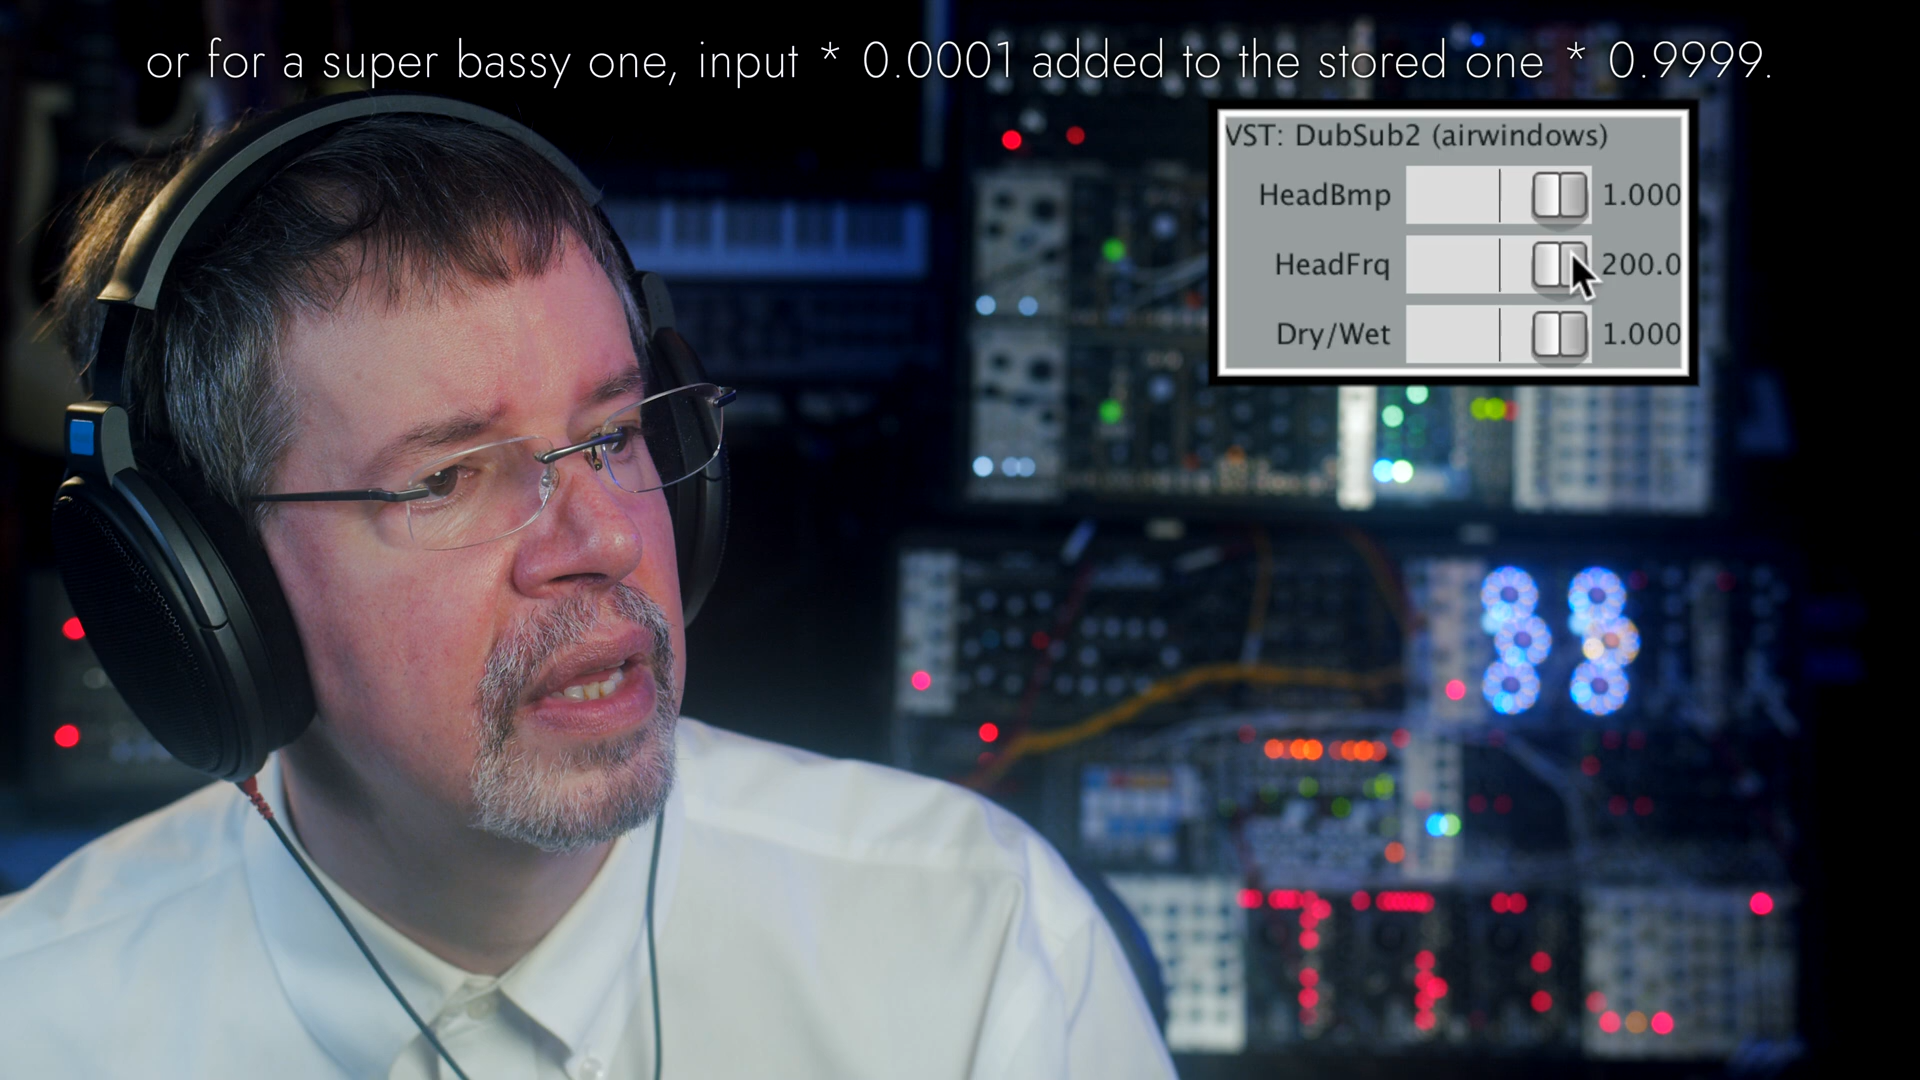 or for a super bassy one, input * 0.0001 added to the stored one * 0.9999.
VST: DubSub2 (airwindows)
HeadBmp 1.000
HeadFrq 200.0
Dry/Wet 1.000